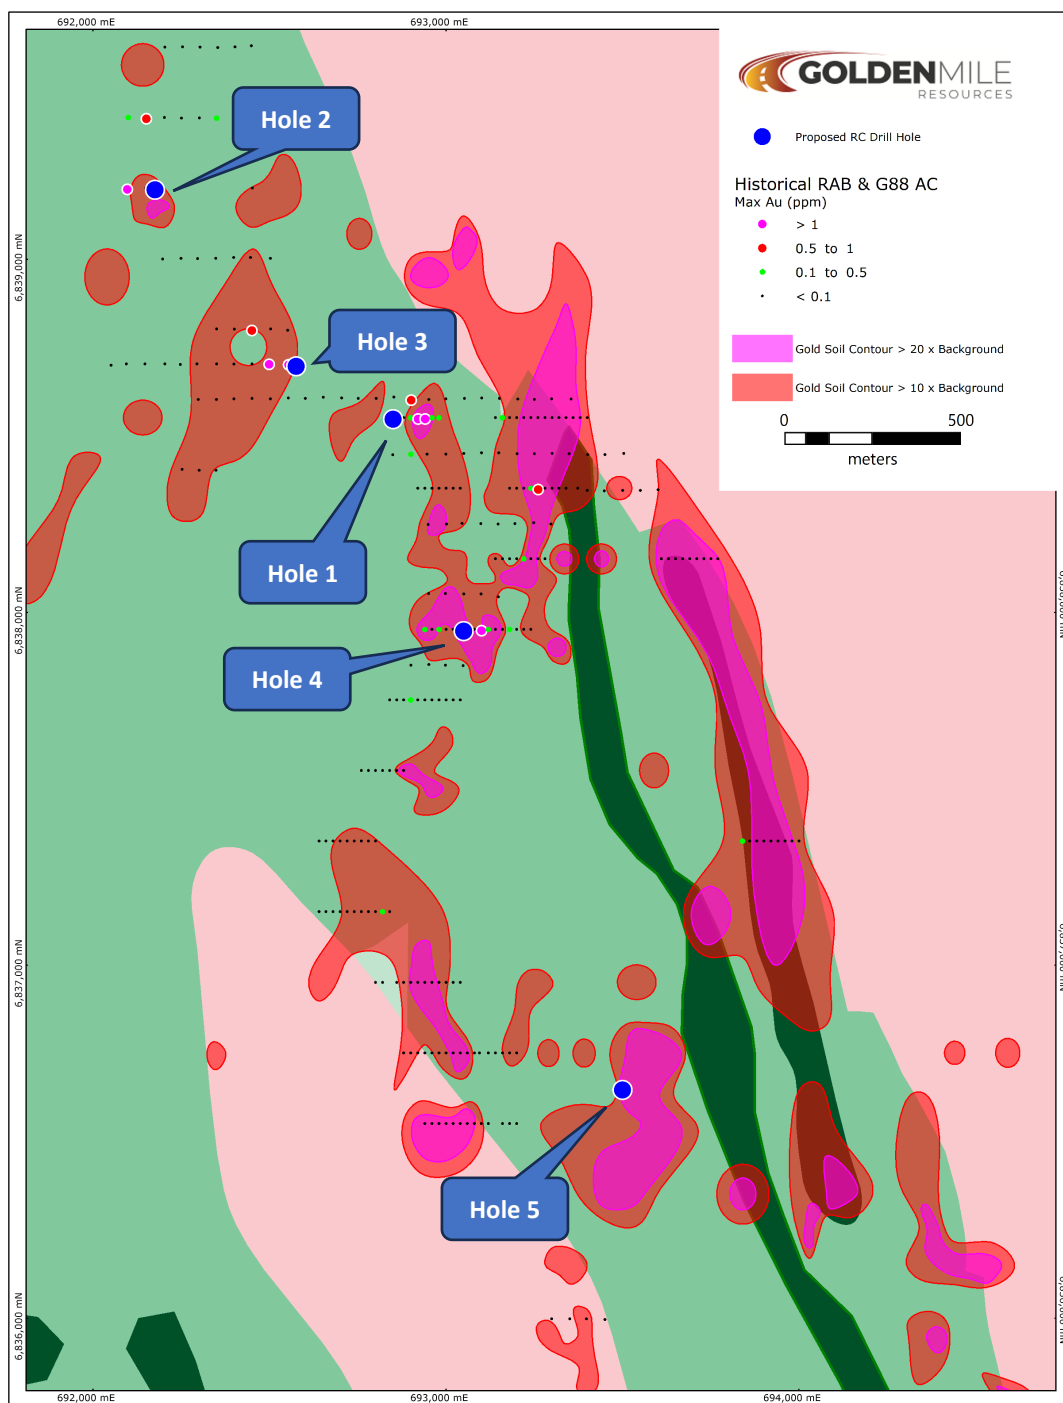 692,000 mE
693,000 mE
GOLDENMILE
RESOURCES
Proposed RC Drill Hole
Historical RAB & G88 AC
Max Au (ppm)
> 1
0.5 to 1
0.1 to 0.5
< 0.1
Gold Soil Contour > 20 x Background
Gold Soil Contour > 10 x Background
0
500
meters
Hole 2
Hole 3
Hole 1
Hole 4
Hole 5
6,839,000 mN
6,838,000 mN
6,837,000 mN
6,836,000 mN
692,000 mE
693,000 mE
694,000 mE